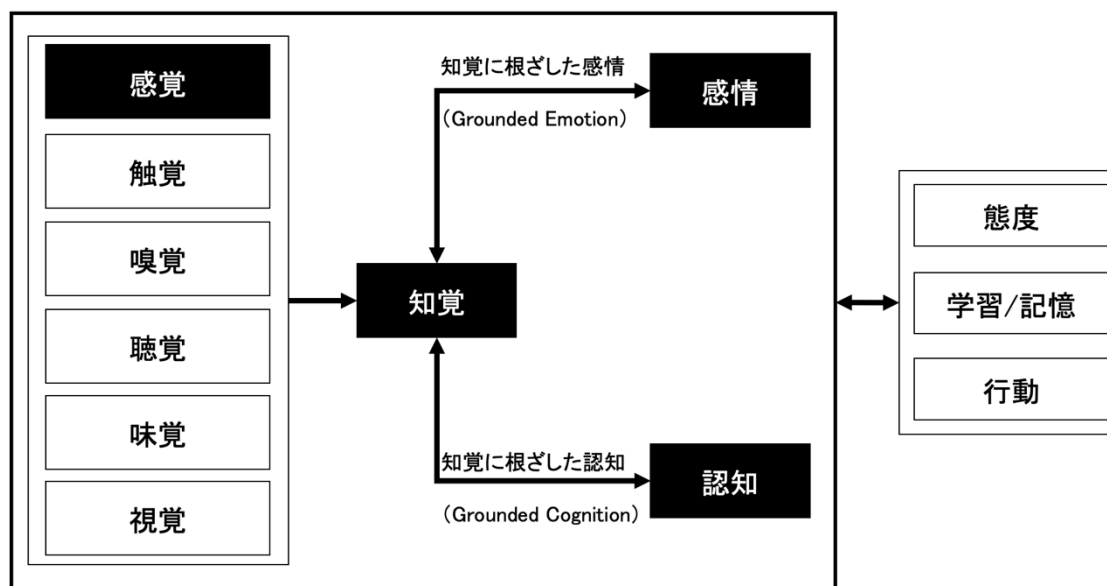 感覚
触覚
嗅覚
聴覚
味覚
視覚
知覚に根ざした感情
（Grounded Emotion）
感情
知覚
知覚に根ざした認知
（Grounded Cognition）
認知
態度
学習/記憶
行動